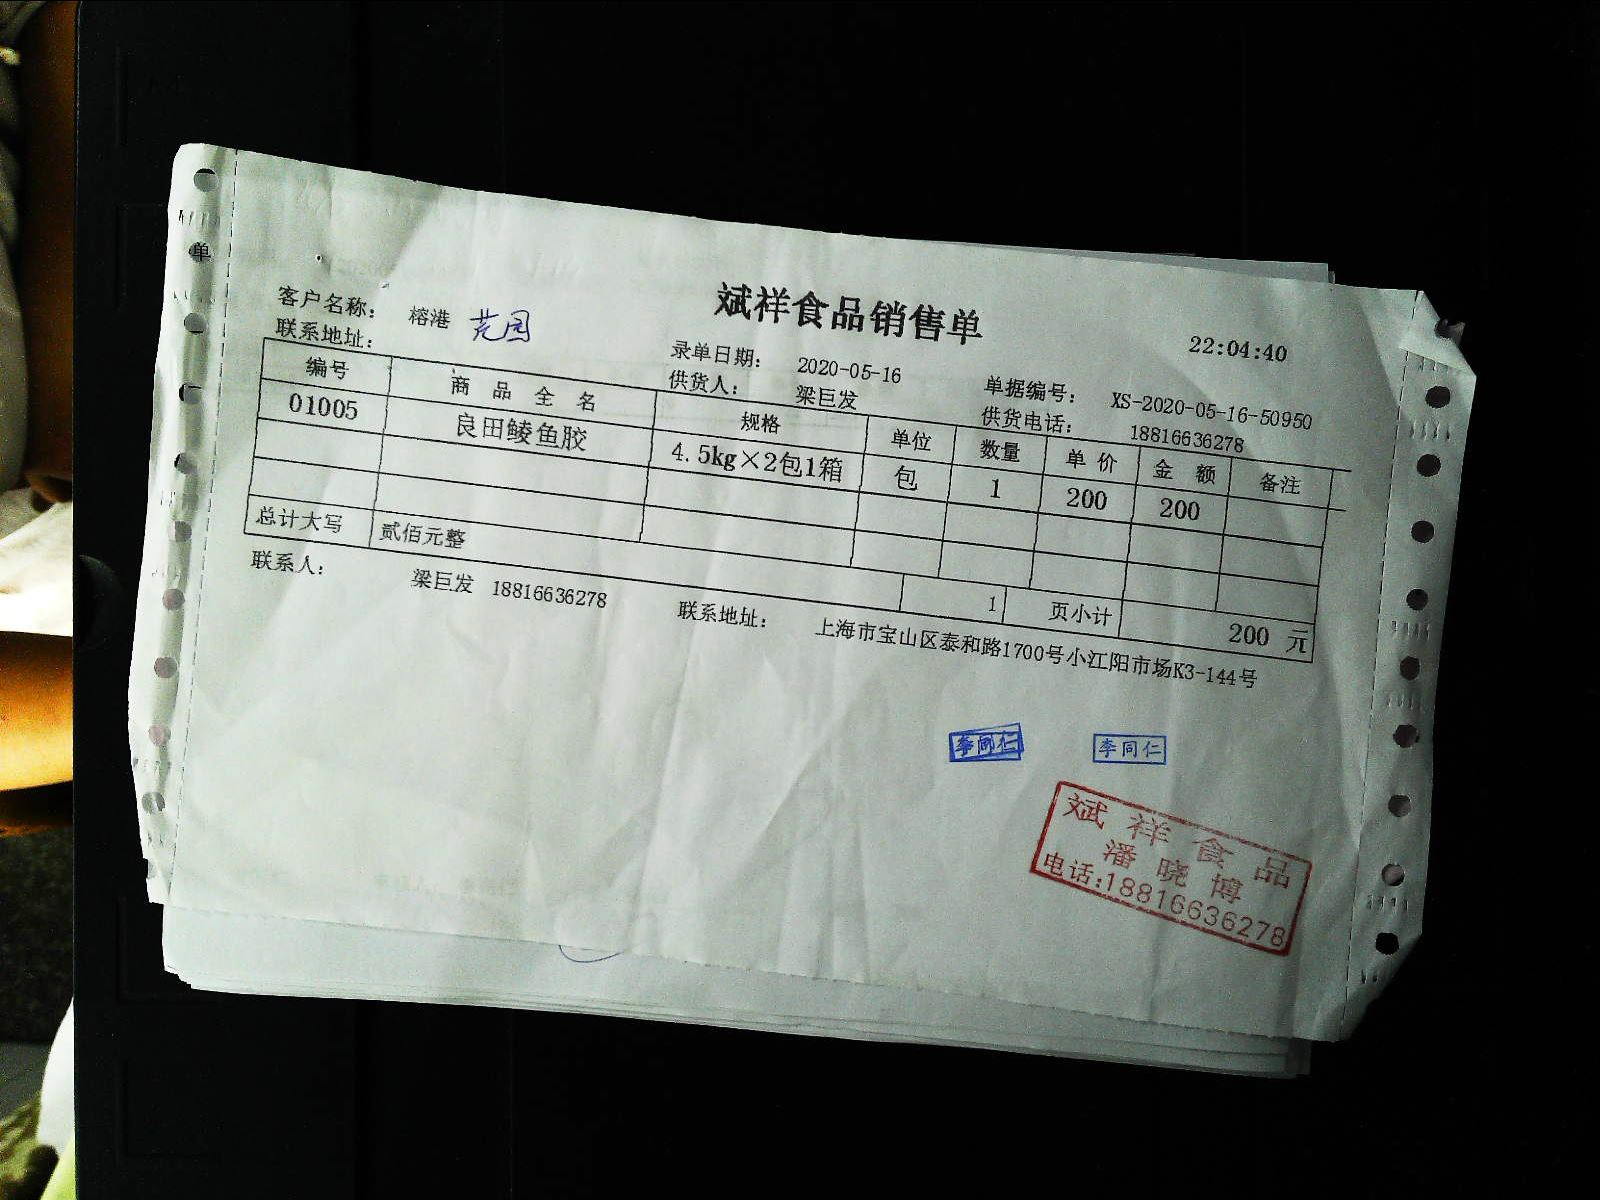 斌祥食品销售单
22:04:40
客户名称： 榕港 范园
录单日期： 2020-05-16
单据编号： XS-2020-05-16-50950
联系地址：
供货人： 梁巨发
供货电话： 18816636278
编号 商品全名 规格 单位 数量 单价 金额 备注
01005 良田鲮鱼胶 4.5kg×2包1箱 包 1 200 200
总计大写 贰佰元整 1 页小计 200 元
联系人： 梁巨发 18816636278 联系地址： 上海市宝山区泰和路1700号小江阳市场K3-144号
李同仁 李同仁
斌祥食品
潘晓博
电话:18816636278
单